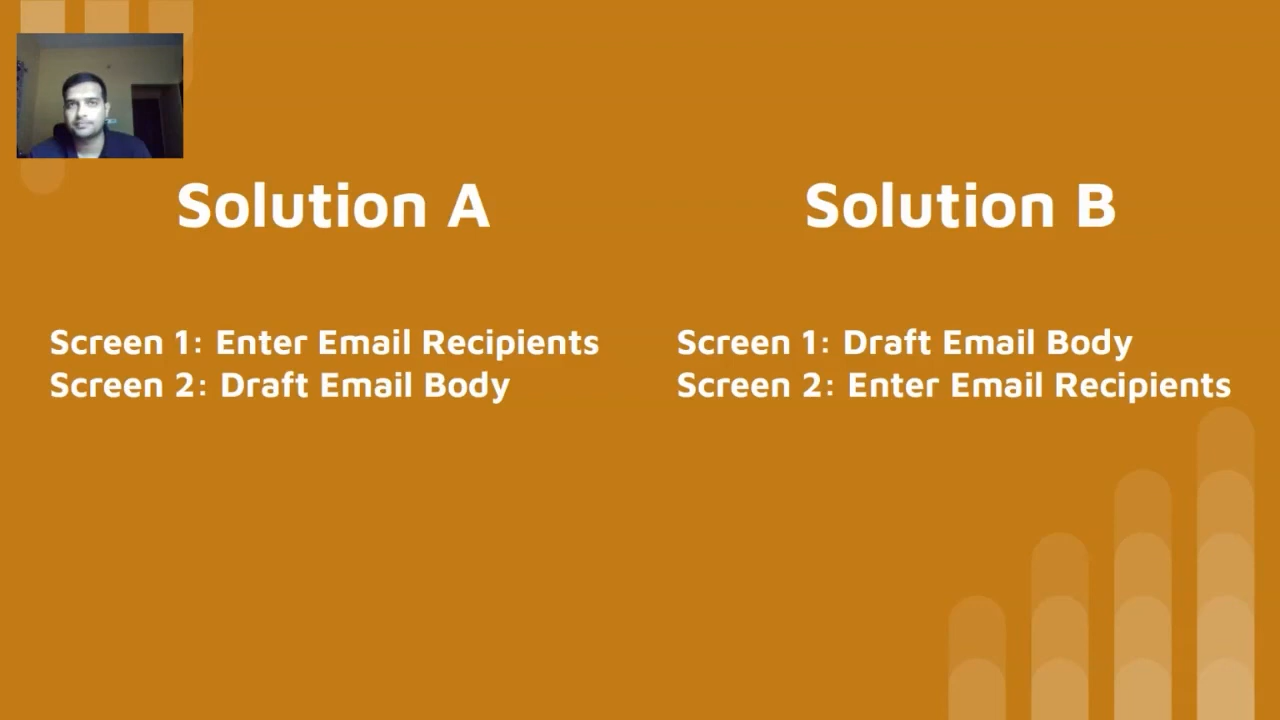 Solution A
Screen 1: Enter Email Recipients
Screen 2: Draft Email Body
Solution B
Screen 1: Draft Email Body
Screen 2: Enter Email Recipients